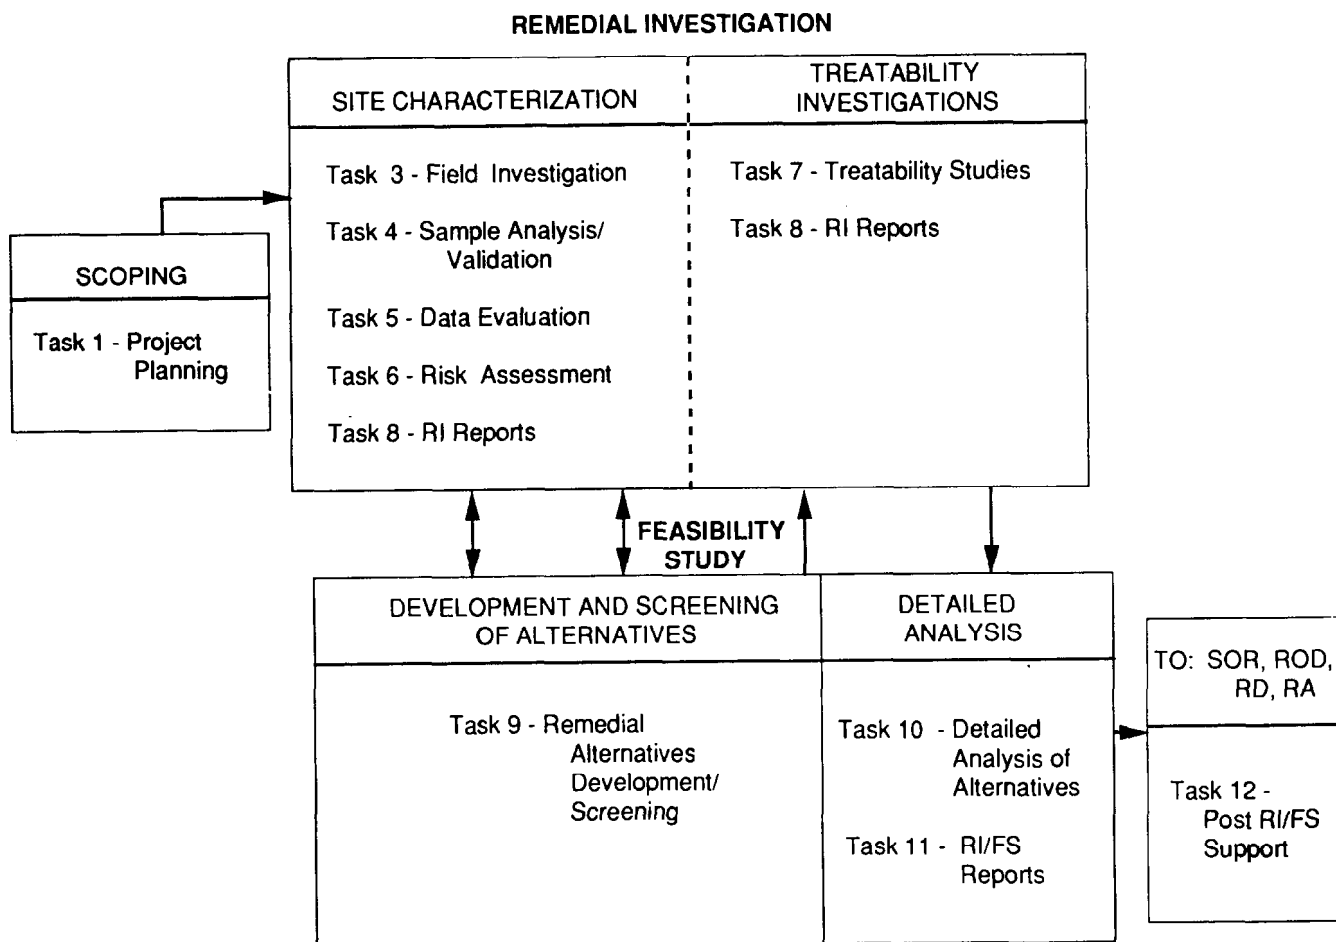 REMEDIAL INVESTIGATION
SITE CHARACTERIZATION
Task 3 - Field Investigation
Task 4 - Sample Analysis/
Validation
Task 5 - Data Evaluation
Task 6 - Risk Assessment
Task 8 - RI Reports
TREATABILITY
INVESTIGATIONS
Task 7 - Treatability Studies
Task 8 - RI Reports
SCOPING
Task 1 - Project
Planning
FEASIBILITY
STUDY
DEVELOPMENT AND SCREENING
OF ALTERNATIVES
Task 9 - Remedial
Alternatives
Development/
Screening
DETAILED
ANALYSIS
Task 10 - Detailed
Analysis of
Alternatives
Task 11 - RI/FS
Reports
TO: SOR, ROD,
RD, RA
Task 12 -
Post RI/FS
Support